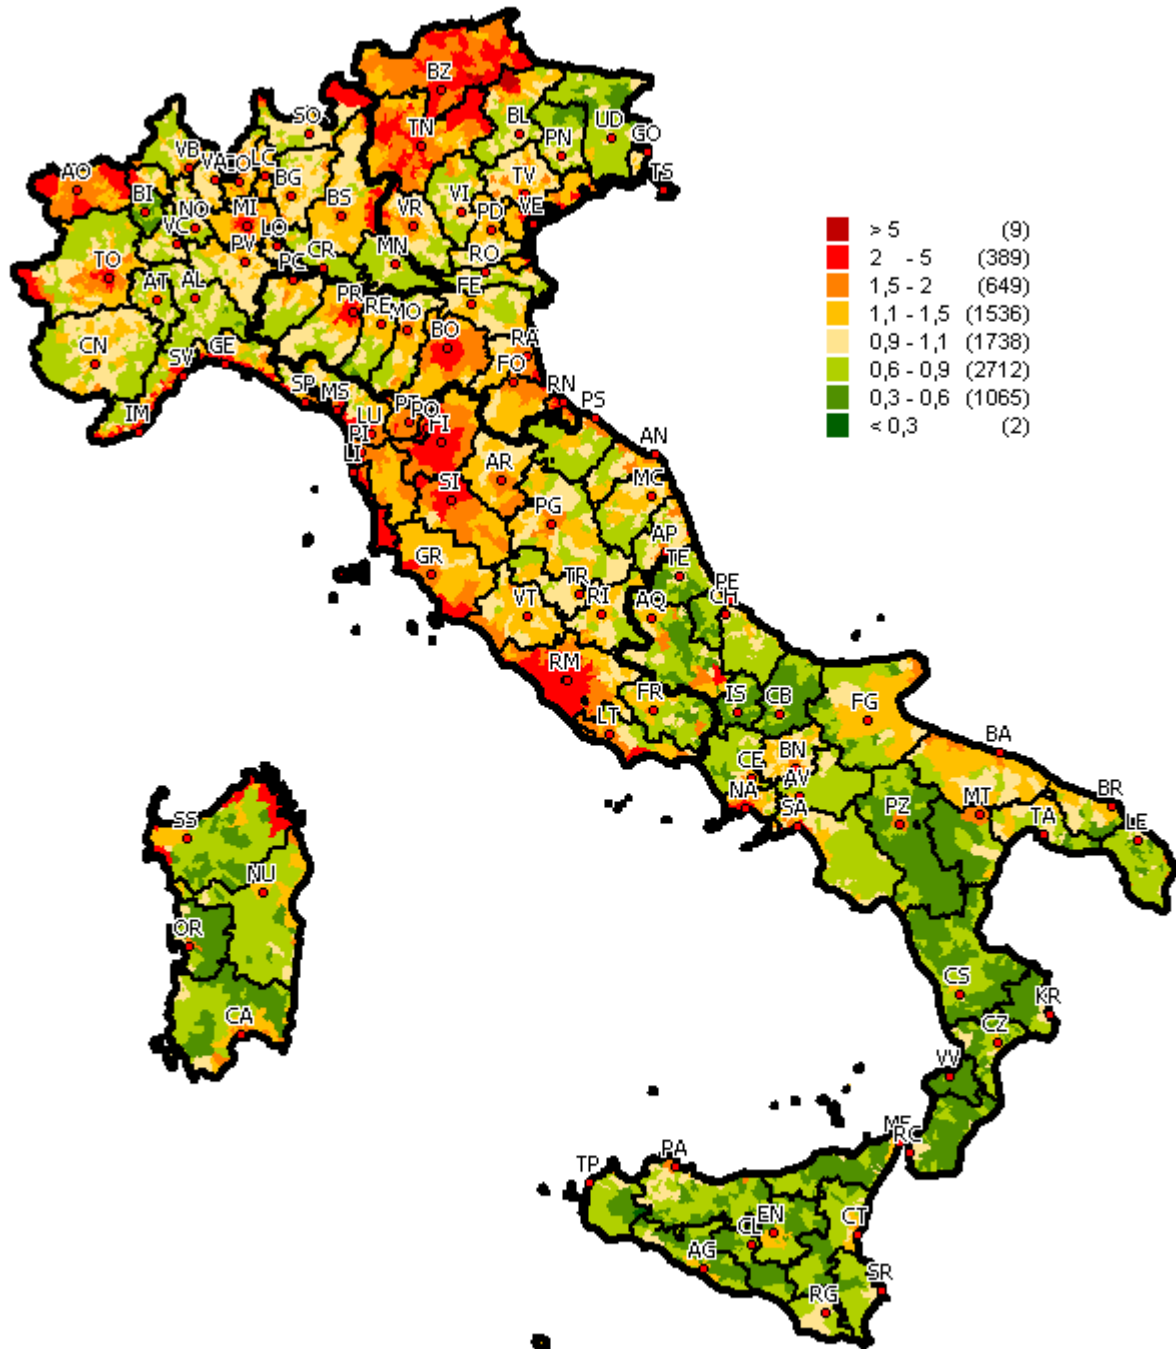 BZ
SO
TN
BL
PN
UD
GO
TS
VB
VA
CO
LC
BG
AO
BI
NO
MI
BS
VR
VI
TV
PD
VE
VC
LO
PV
CR
MN
RO
TO
PC
AT
AL
PR
RE
MO
FE
BO
RA
CN
GE
SV
FO
IM
SP
MS
RN
PS
LU
PT
PO
FI
PI
LI
AN
AR
SI
MC
PG
AP
GR
TE
TR
PE
VT
RI
AQ
CH
RM
FR
IS
CB
FG
LT
BA
CE
BN
NA
AV
SA
PZ
MT
BR
TA
LE
SS
NU
OR
CA
CS
KR
CZ
VV
ME
RC
TP
PA
CL
EN
CT
AG
RG
SR
> 5 (9)
2 - 5 (389)
1,5 - 2 (649)
1,1 - 1,5 (1536)
0,9 - 1,1 (1738)
0,6 - 0,9 (2712)
0,3 - 0,6 (1065)
< 0,3 (2)